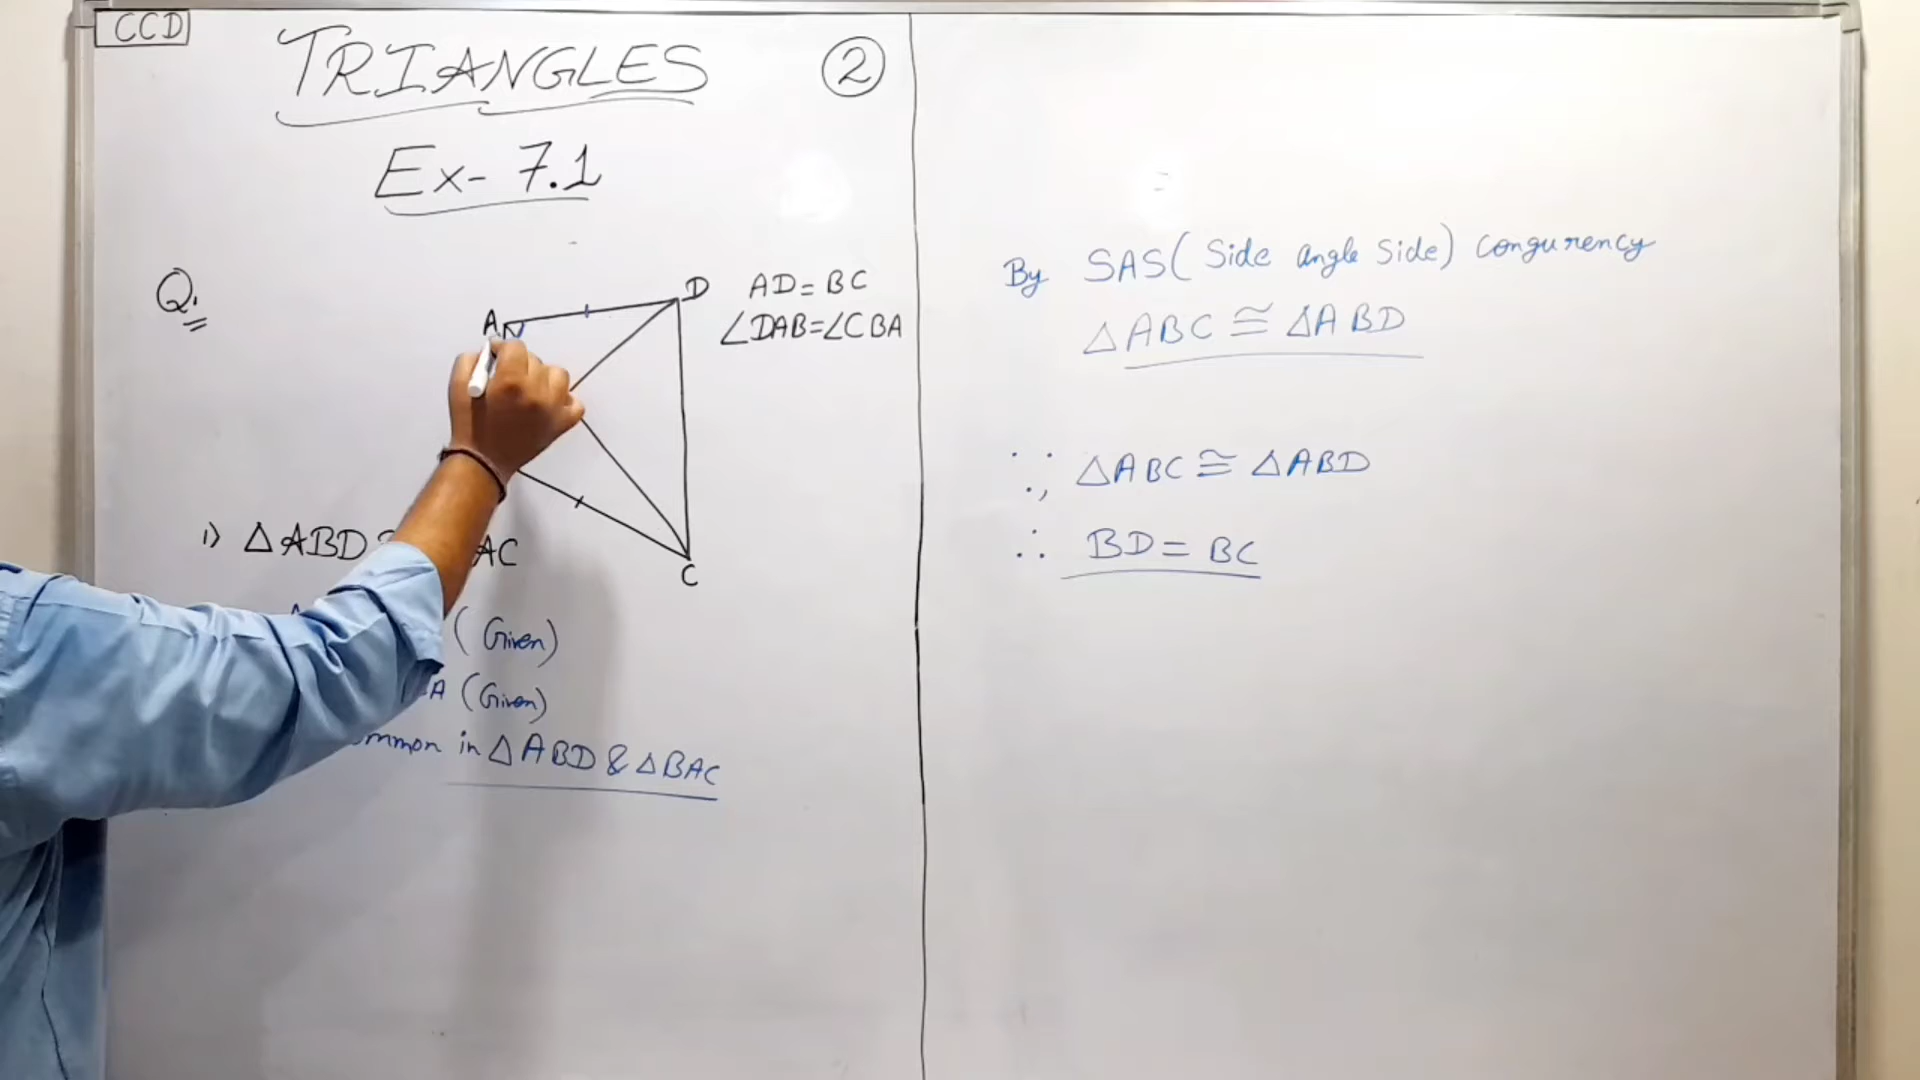 CCD
TRIANGLES
2
Ex- 7.1
Q.
A
D
AD = BC
∠DAB=∠CBA
C
i) △ABD AC
(Given)
A (Given)
in △ABD & △BAC
By SAS( Side angle Side) congurency
△ABC ≅ △ABD
∵, △ABC ≅ △ABD
∴ BD = BC